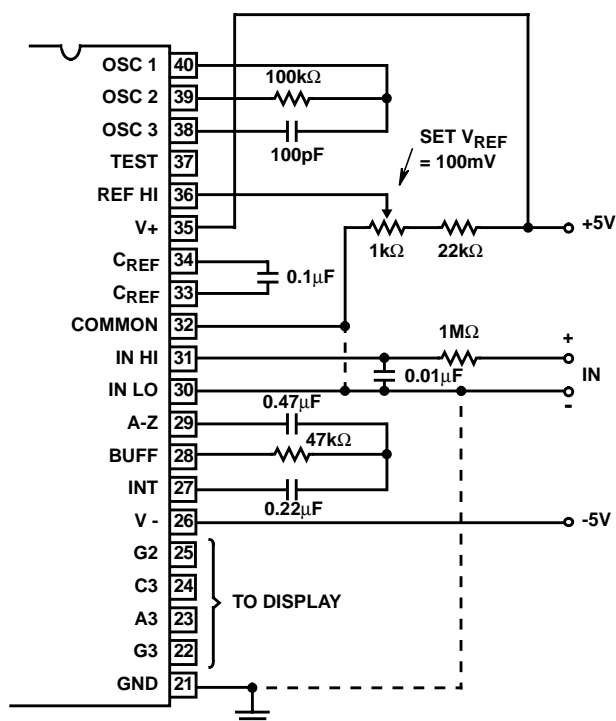 OSC 1 40
100kΩ
OSC 2 39
OSC 3 38
100pF
TEST 37
SET VREF
= 100mV
REF HI 36
V+ 35
+5V
1kΩ 22kΩ
CREF 34
0.1µF
CREF 33
COMMON 32
1MΩ
+
IN HI 31
0.01µF
IN
IN LO 30
-
0.47µF
A-Z 29
47kΩ
BUFF 28
INT 27
0.22µF
V - 26
-5V
G2 25
C3 24
TO DISPLAY
A3 23
G3 22
GND 21